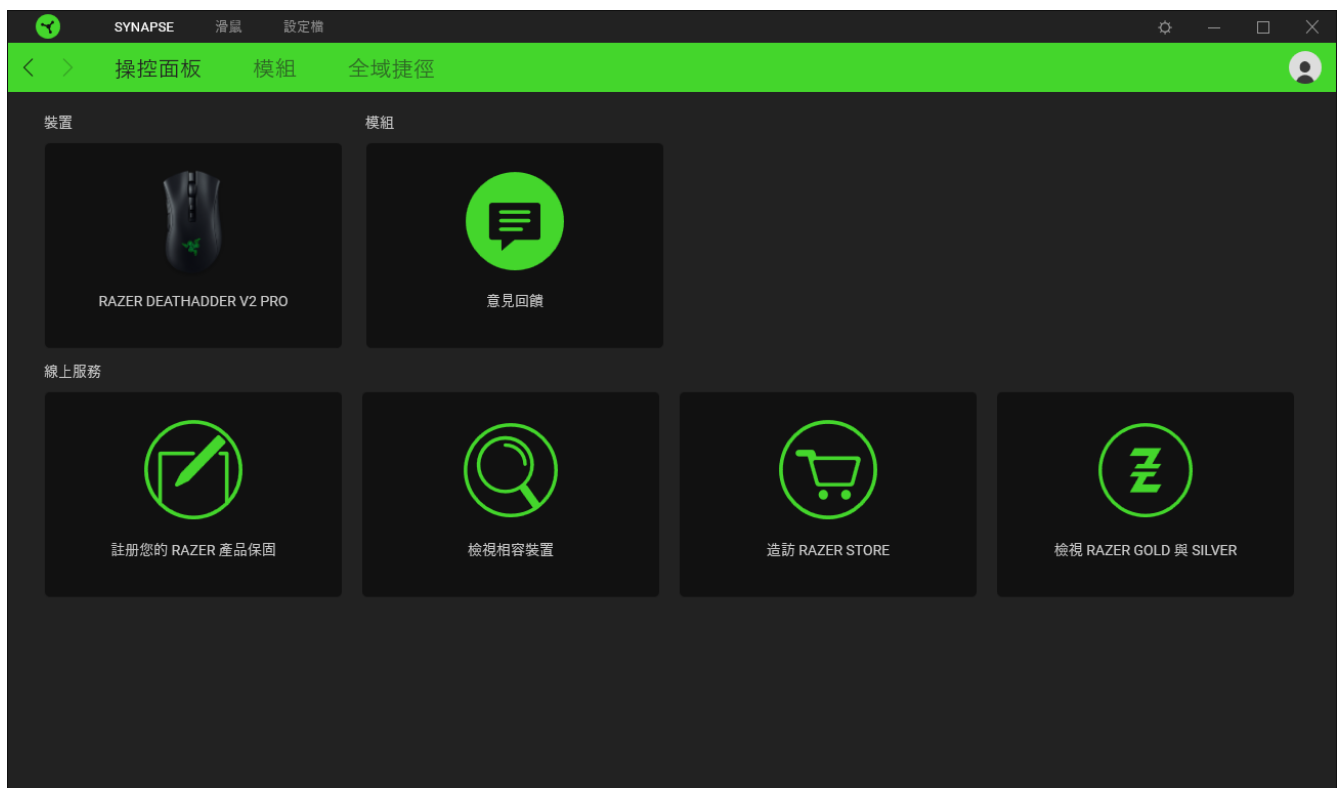 SYNAPSE 滑鼠 設定檔
操控面板 模組 全域捷徑
裝置 模組
RAZER DEATHADDER V2 PRO 意見回饋
線上服務
註册您的 RAZER 產品保固 檢視相容裝置 造訪 RAZER STORE 檢視 RAZER GOLD 與 SILVER